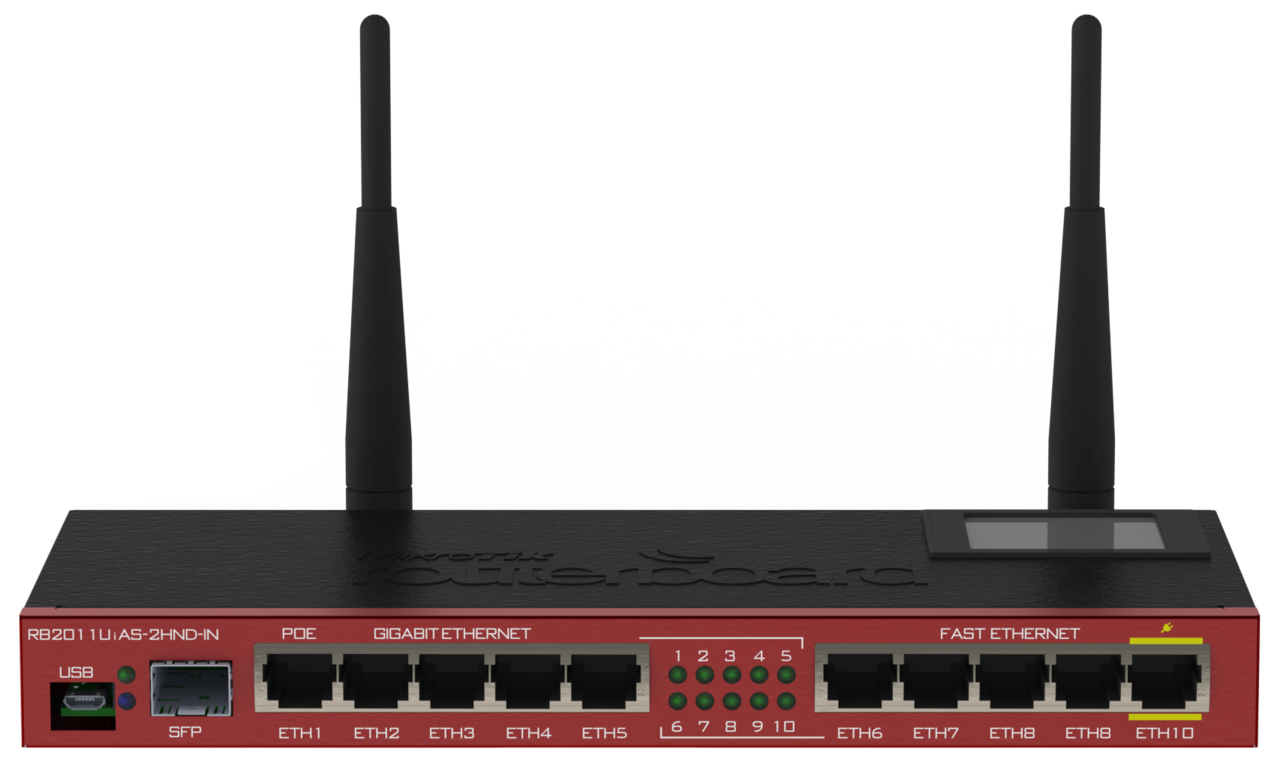 MIKROTIK
routerboard
RB2011UiAS-2HND-IN
POE
GIGABIT ETHERNET
FAST ETHERNET
USB
1 2 3 4 5
6 7 8 9 10
SFP
ETH1
ETH2
ETH3
ETH4
ETH5
ETH6
ETH7
ETH8
ETH8
ETH10